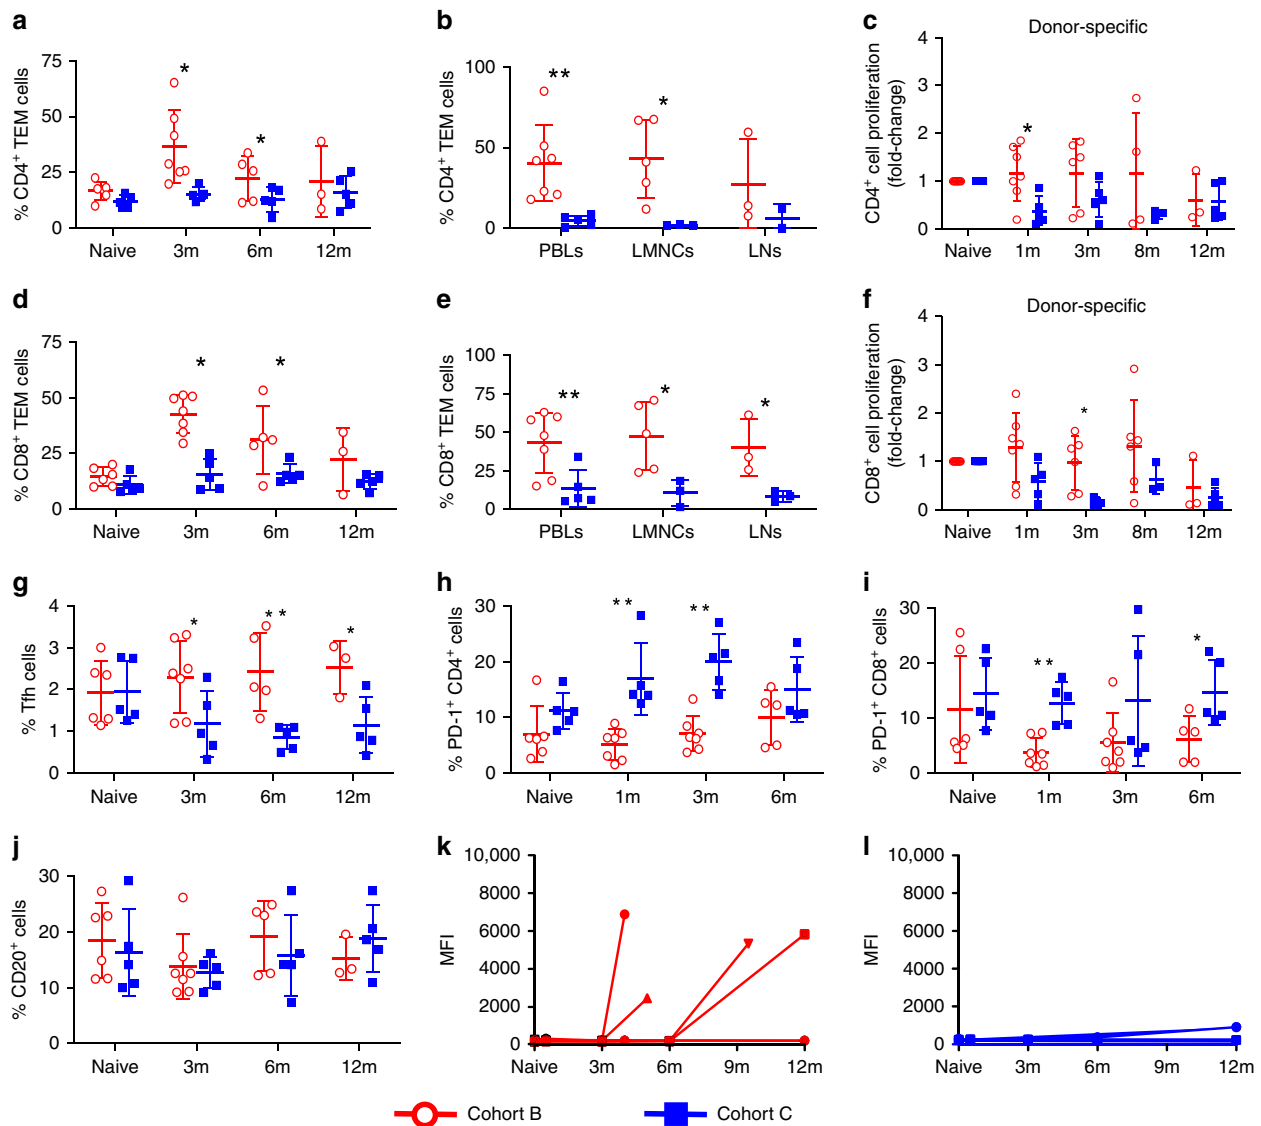 a
% CD4+ TEM cells
75
50
25
0
*
*
Naive 3m 6m 12m
b
% CD4+ TEM cells
100
50
0
**
*
PBLs LMNCs LNs
c
Donor-specific
CD4+ cell proliferation
(fold-change)
4
3
2
1
0
*
Naive 1m 3m 8m 12m
d
% CD8+ TEM cells
75
50
25
0
*
*
Naive 3m 6m 12m
e
% CD8+ TEM cells
100
75
50
25
0
**
*
*
PBLs LMNCs LNs
f
Donor-specific
CD8+ cell proliferation
(fold-change)
4
3
2
1
0
*
Naive 1m 3m 8m 12m
g
% Tfh cells
4
3
2
1
0
*
* *
*
Naive 3m 6m 12m
h
% PD-1+ CD4+ cells
30
20
10
0
* *
* *
Naive 1m 3m 6m
i
% PD-1+ CD8+ cells
30
20
10
0
* *
*
Naive 1m 3m 6m
j
% CD20+ cells
30
20
10
0
Naive 3m 6m 12m
k
MFI
10,000
8000
6000
4000
2000
0
Naive 3m 6m 9m 12m
l
MFI
10,000
8000
6000
4000
2000
0
Naive 3m 6m 9m 12m
Cohort B Cohort C